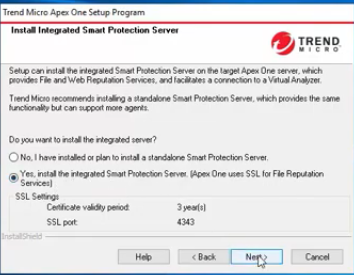 Trend Micro Apex One Setup Program
Install Integrated Smart Protection Server
TREND
MICRO
Setup can install the integrated Smart Protection Server on the target Apex One server, which
provides File and Web Reputation Services, and facilitates a connection to a Virtual Analyzer.
Trend Micro recommends installing a standalone Smart Protection Server, which provides the same
functionality but can support more agents.
Do you want to install the integrated server?
No, I have installed or plan to install a standalone Smart Protection Server.
Yes, install the integrated Smart Protection Server. (Apex One uses SSL for File Reputation
Services)
SSL Settings
Certificate validity period: 3 year(s)
SSL port: 4343
InstallShield
Help < Back Next > Cancel